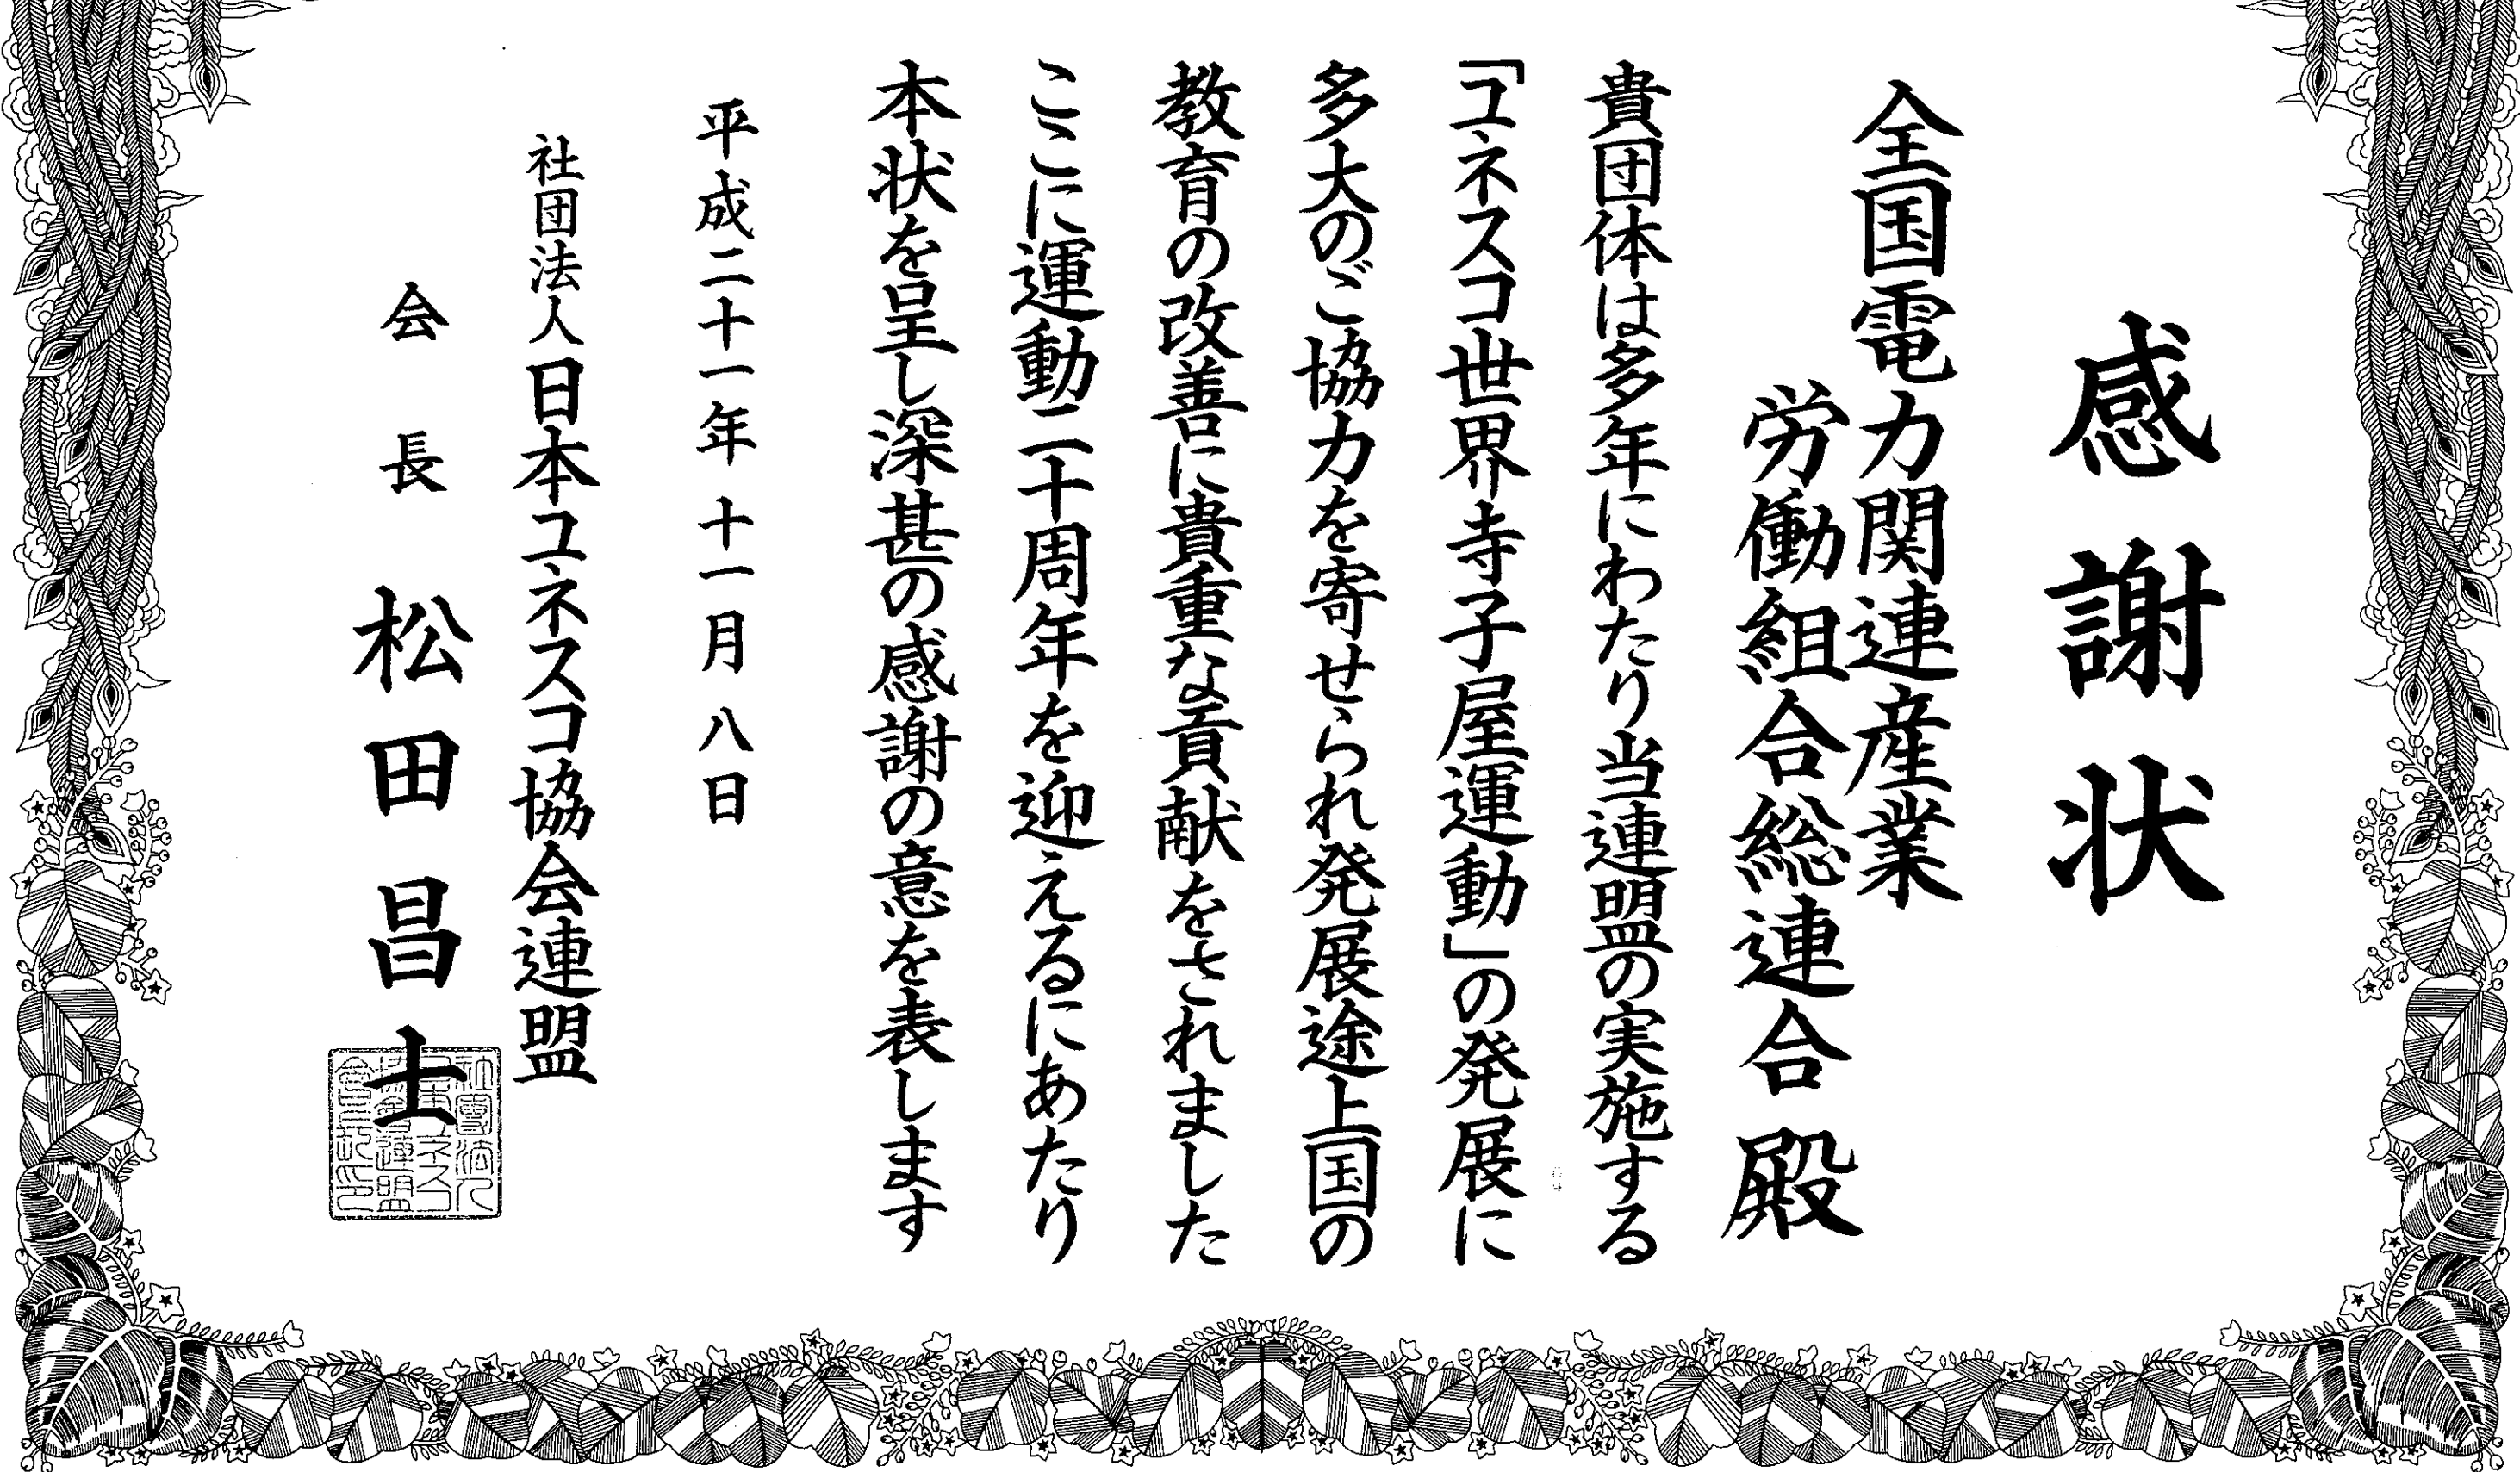 感謝状
全国電力関連産業
労働組合総連合殿
貴団体は多年にわたり当連盟の実施する
「ユネスコ世界寺子屋運動」の発展に
多大のご協力を寄せられ発展途上国の
教育の改善に貴重な貢献をされました
ここに運動二十周年を迎えるにあたり
本状を呈し深甚の感謝の意を表します
平成二十一年十一月八日
社団法人日本ユネスコ協会連盟
会長 松田昌士